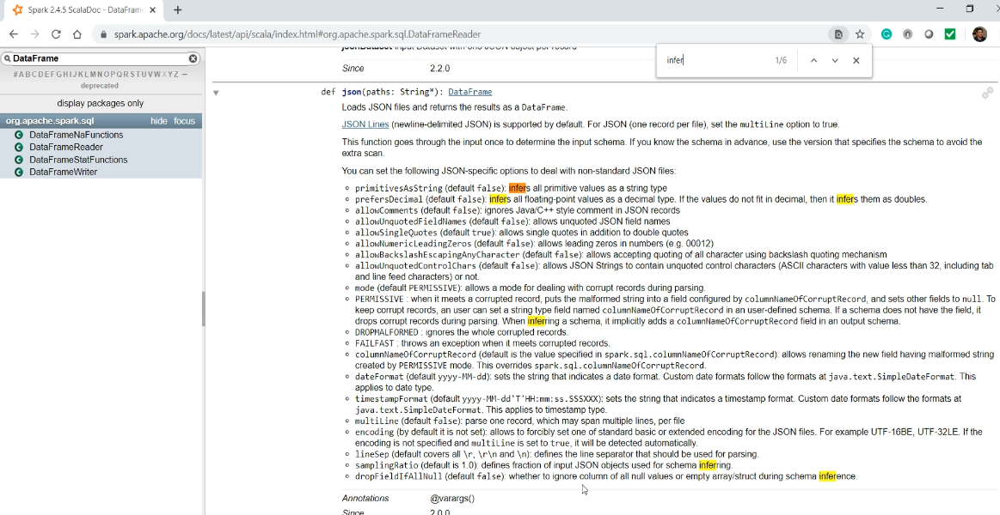 Spark 2.4.5 ScalaDoc - DataFrame
spark.apache.org/docs/latest/api/scala/index.html#org.apache.spark.sql.DataFrameReader
infer
1/6
DataFrame
#ABCDEFGHIJKLMNOPQRSTUVWXYZ –
deprecated
display packages only
org.apache.spark.sql hide focus
DataFrameNaFunctions
DataFrameReader
DataFrameStatFunctions
DataFrameWriter
jsonDataset input Dataset with one JSON object per record
Since 2.2.0
def json(paths: String*): DataFrame
Loads JSON files and returns the results as a DataFrame.
JSON Lines (newline-delimited JSON) is supported by default. For JSON (one record per file), set the multiLine option to true.
This function goes through the input once to determine the input schema. If you know the schema in advance, use the version that specifies the schema to avoid the
extra scan.
You can set the following JSON-specific options to deal with non-standard JSON files:
primitivesAsString (default false): infers all primitive values as a string type
prefersDecimal (default false): infers all floating-point values as a decimal type. If the values do not fit in decimal, then it infers them as doubles.
allowComments (default false): ignores Java/C++ style comment in JSON records
allowUnquotedFieldNames (default false): allows unquoted JSON field names
allowSingleQuotes (default true): allows single quotes in addition to double quotes
allowNumericLeadingZeros (default false): allows leading zeros in numbers (e.g. 00012)
allowBackslashEscapingAnyCharacter (default false): allows accepting quoting of all character using backslash quoting mechanism
allowUnquotedControlChars (default false): allows JSON Strings to contain unquoted control characters (ASCII characters with value less than 32, including tab
and line feed characters) or not.
mode (default PERMISSIVE): allows a mode for dealing with corrupt records during parsing.
PERMISSIVE : when it meets a corrupted record, puts the malformed string into a field configured by columnNameOfCorruptRecord, and sets other fields to null. To
keep corrupt records, an user can set a string type field named columnNameOfCorruptRecord in an user-defined schema. If a schema does not have the field, it
drops corrupt records during parsing. When inferring a schema, it implicitly adds a columnNameOfCorruptRecord field in an output schema.
DROPMALFORMED : ignores the whole corrupted records.
FAILFAST : throws an exception when it meets corrupted records.
columnNameOfCorruptRecord (default is the value specified in spark.sql.columnNameOfCorruptRecord): allows renaming the new field having malformed string
created by PERMISSIVE mode. This overrides spark.sql.columnNameOfCorruptRecord.
dateFormat (default yyyy-MM-dd): sets the string that indicates a date format. Custom date formats follow the formats at java.text.SimpleDateFormat. This
applies to date type.
timestampFormat (default yyyy-MM-dd'T'HH:mm:ss.SSSXXX): sets the string that indicates a timestamp format. Custom date formats follow the formats at
java.text.SimpleDateFormat. This applies to timestamp type.
multiLine (default false): parse one record, which may span multiple lines, per file
encoding (by default it is not set): allows to forcibly set one of standard basic or extended encoding for the JSON files. For example UTF-16BE, UTF-32LE. If the
encoding is not specified and multiLine is set to true, it will be detected automatically.
lineSep (default covers all \r, \r\n and \n): defines the line separator that should be used for parsing.
samplingRatio (default is 1.0): defines fraction of input JSON objects used for schema inferring.
dropFieldIfAllNull (default false): whether to ignore column of all null values or empty array/struct during schema inference.
Annotations @varargs()
Since 2.0.0